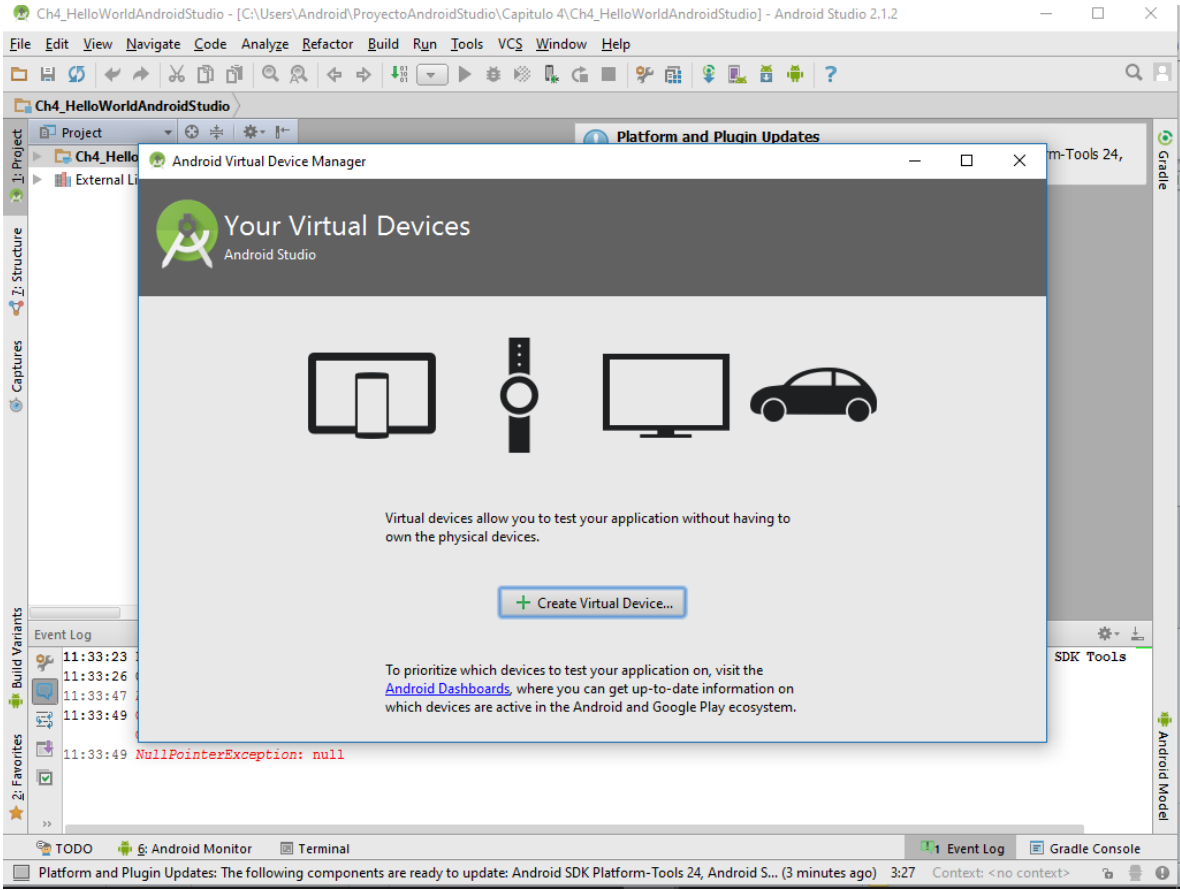 Ch4_HelloWorldAndroidStudio - [C:\Users\Android\ProyectoAndroidStudio\Capitulo 4\Ch4_HelloWorldAndroidStudio] - Android Studio 2.1.2
File Edit View Navigate Code Analyze Refactor Build Run Tools VCS Window Help
Ch4_HelloWorldAndroidStudio
1: Project
7: Structure
Captures
Build Variants
2: Favorites
Project
Ch4_Hello
External Li
Platform and Plugin Updates
m-Tools 24,
Gradle
Android Model
Android Virtual Device Manager
Your Virtual Devices
Android Studio
Virtual devices allow you to test your application without having to
own the physical devices.
Create Virtual Device...
To prioritize which devices to test your application on, visit the
Android Dashboards, where you can get up-to-date information on
which devices are active in the Android and Google Play ecosystem.
Event Log
11:33:23
SDK Tools
11:33:26
11:33:47
11:33:49
11:33:49 NullPointerException: null
TODO 6: Android Monitor Terminal 1 Event Log Gradle Console
Platform and Plugin Updates: The following components are ready to update: Android SDK Platform-Tools 24, Android S... (3 minutes ago) 3:27 Context: <no context>